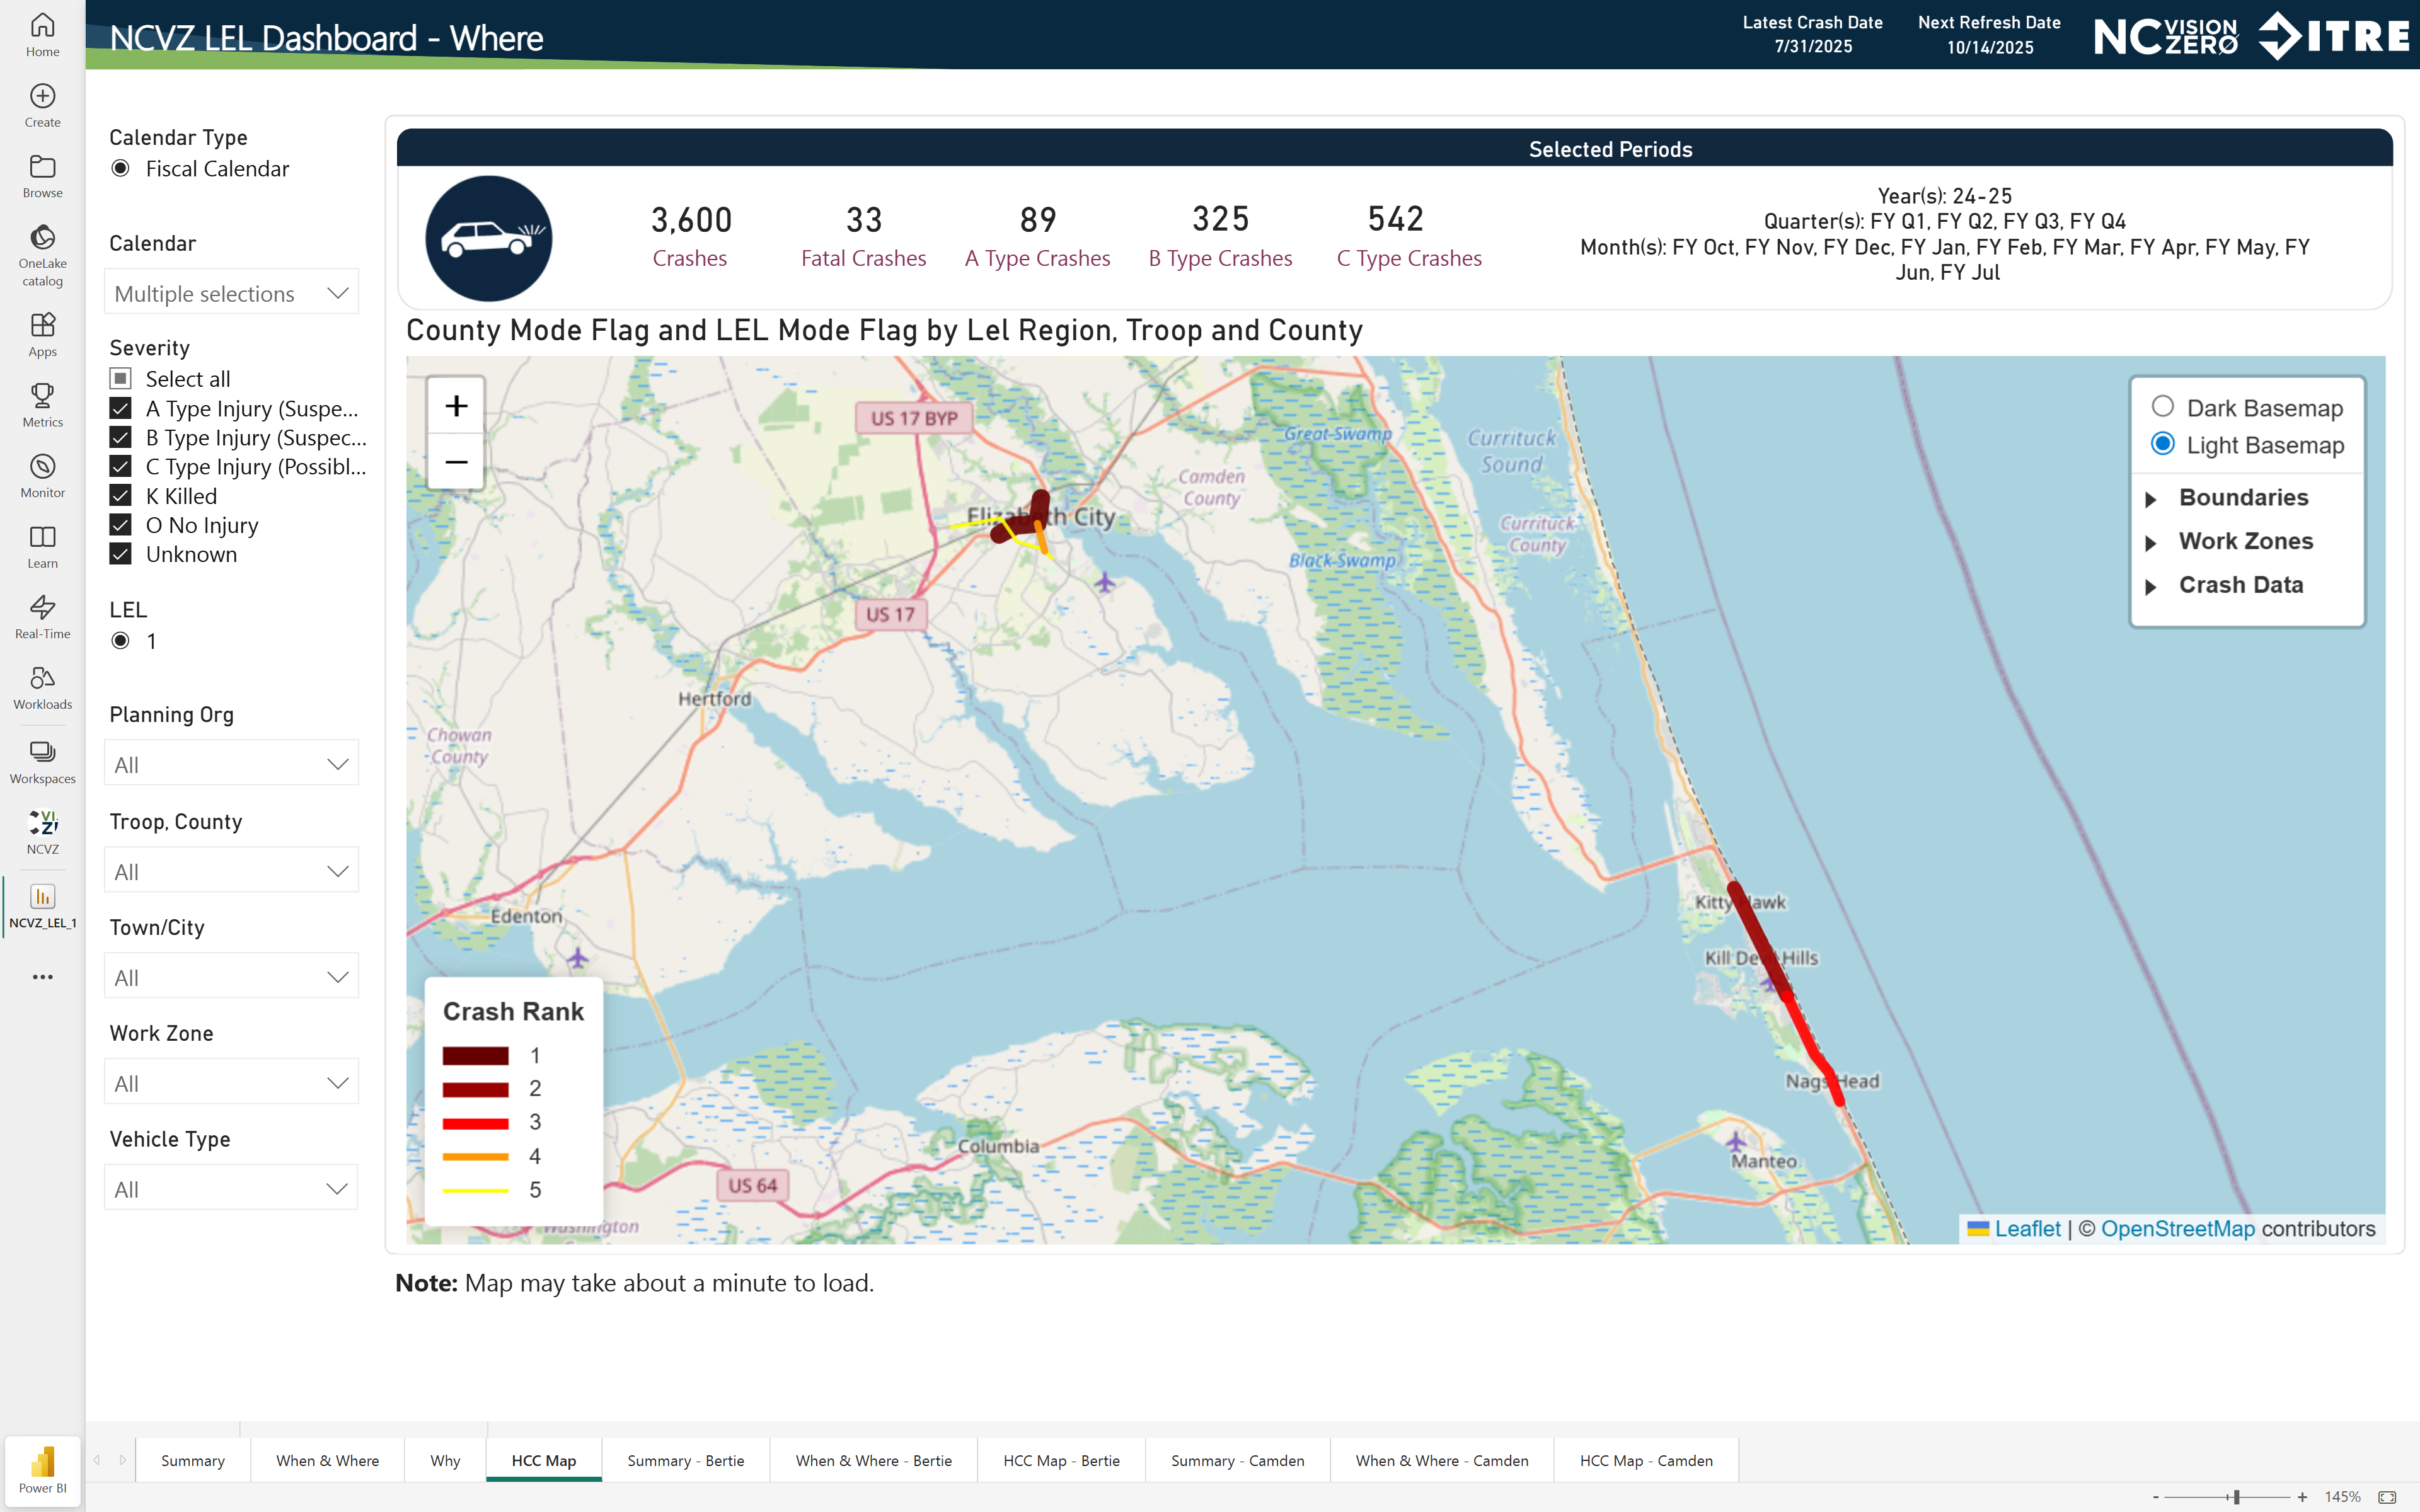 Home
Create
Browse
OneLake
catalog
Apps
Metrics
Monitor
Learn
Real-Time
Workloads
Workspaces
NCVZ
NCVZ_LEL_1
Power BI
NCVZ LEL Dashboard - Where
Latest Crash Date
7/31/2025
Next Refresh Date
10/14/2025
NC VISION ZERO
ITRE
Calendar Type
Fiscal Calendar
Calendar
Multiple selections
Severity
Select all
A Type Injury (Suspe...
B Type Injury (Suspec...
C Type Injury (Possibl...
K Killed
O No Injury
Unknown
LEL
1
Planning Org
All
Troop, County
All
Town/City
All
Work Zone
All
Vehicle Type
All
Selected Periods
3,600
Crashes
33
Fatal Crashes
89
A Type Crashes
325
B Type Crashes
542
C Type Crashes
Year(s): 24-25
Quarter(s): FY Q1, FY Q2, FY Q3, FY Q4
Month(s): FY Oct, FY Nov, FY Dec, FY Jan, FY Feb, FY Mar, FY Apr, FY May, FY
Jun, FY Jul
County Mode Flag and LEL Mode Flag by Lel Region, Troop and County
+
−
US 17 BYP
Great Swamp
Currituck
Sound
Camden
County
Elizabeth City
Currituck
County
Black Swamp
US 17
Hertford
Chowan
County
Edenton
Kitty Hawk
Kill Devil Hills
Nags Head
Columbia
Manteo
US 64
Washington
Dark Basemap
Light Basemap
Boundaries
Work Zones
Crash Data
Crash Rank
1
2
3
4
5
Leaflet | © OpenStreetMap contributors
Note: Map may take about a minute to load.
Summary
When & Where
Why
HCC Map
Summary - Bertie
When & Where - Bertie
HCC Map - Bertie
Summary - Camden
When & Where - Camden
HCC Map - Camden
- + 145%